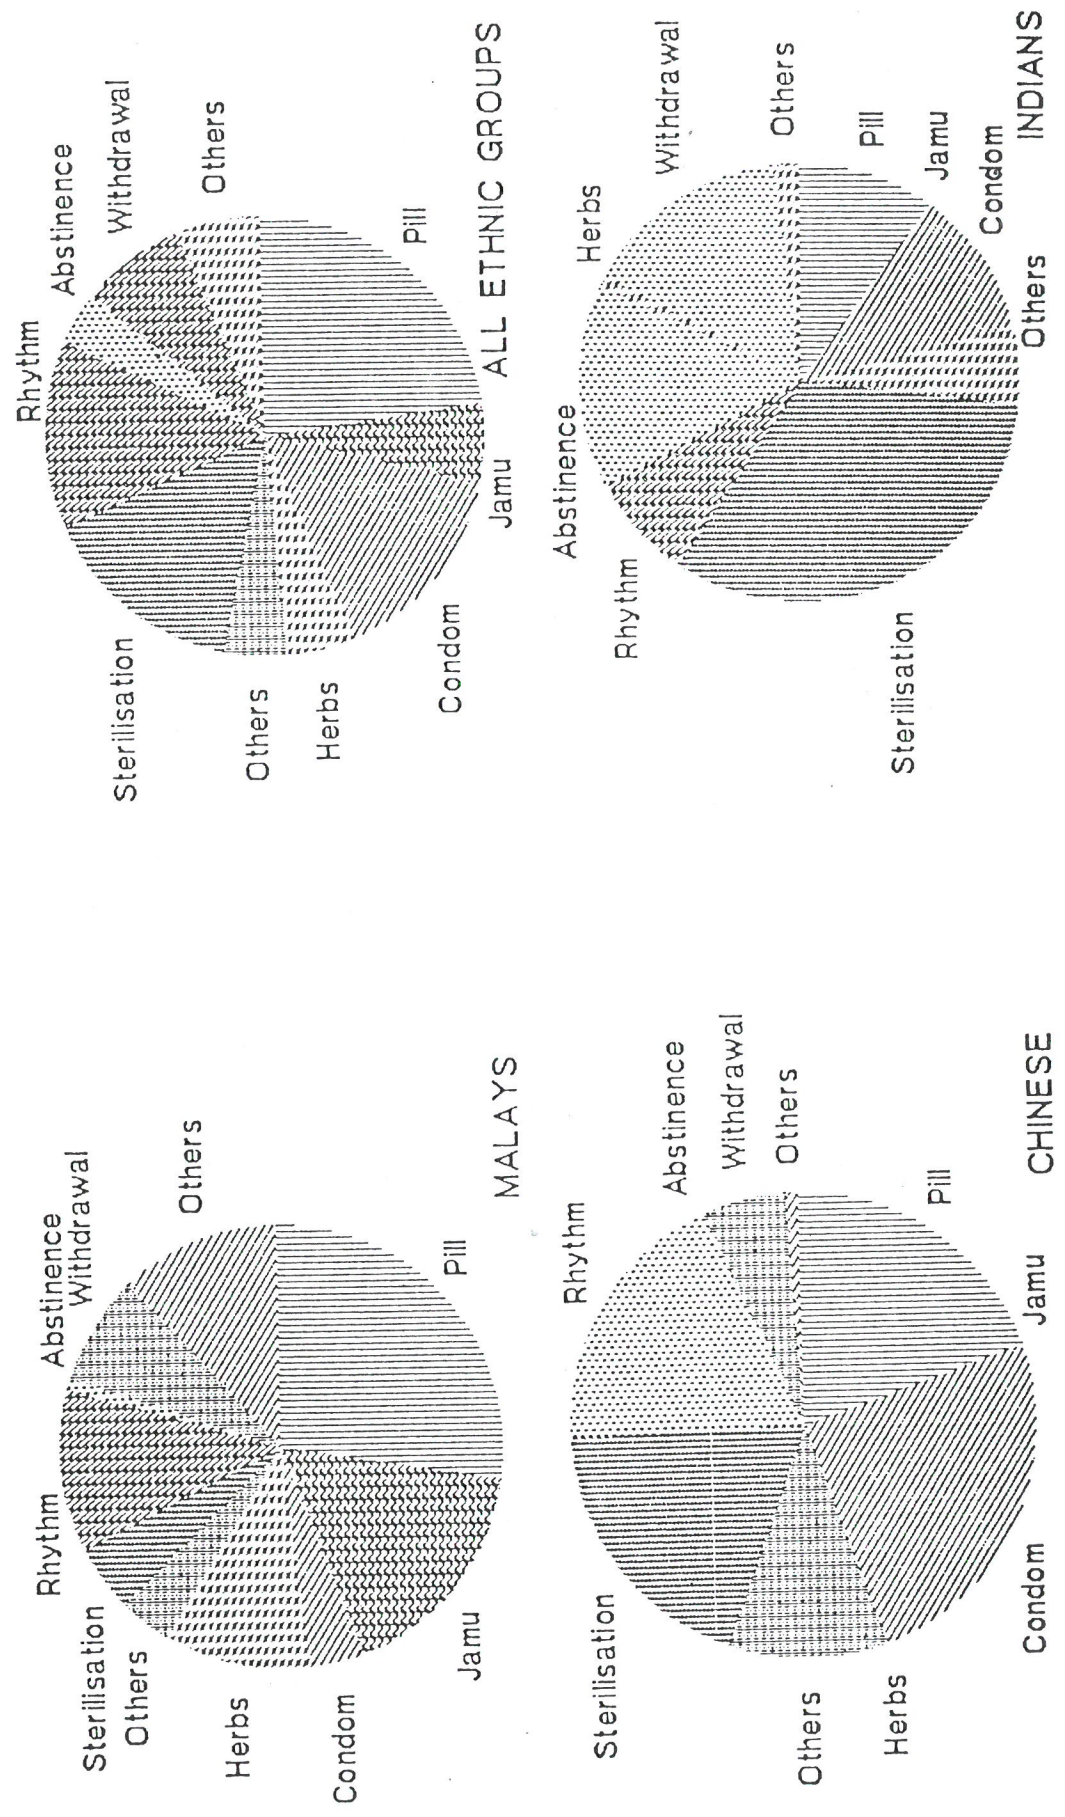 Abstinence
Withdrawal
Others
Rhythm
Pill
Sterilisation
Others
Herbs
Condom
Jamu
MALAYS
Rhythm
Abstinence
Withdrawal
Others
Pill
Sterilisation
Others
Herbs
Condom
Jamu
ALL ETHNIC GROUPS
Rhythm
Abstinence
Withdrawal
Others
Pill
Sterilisation
Others
Herbs
Condom
Jamu
CHINESE
Herbs
Withdrawal
Others
Abstinence
Rhythm
Pill
Jamu
Condom
Others
Sterilisation
INDIANS